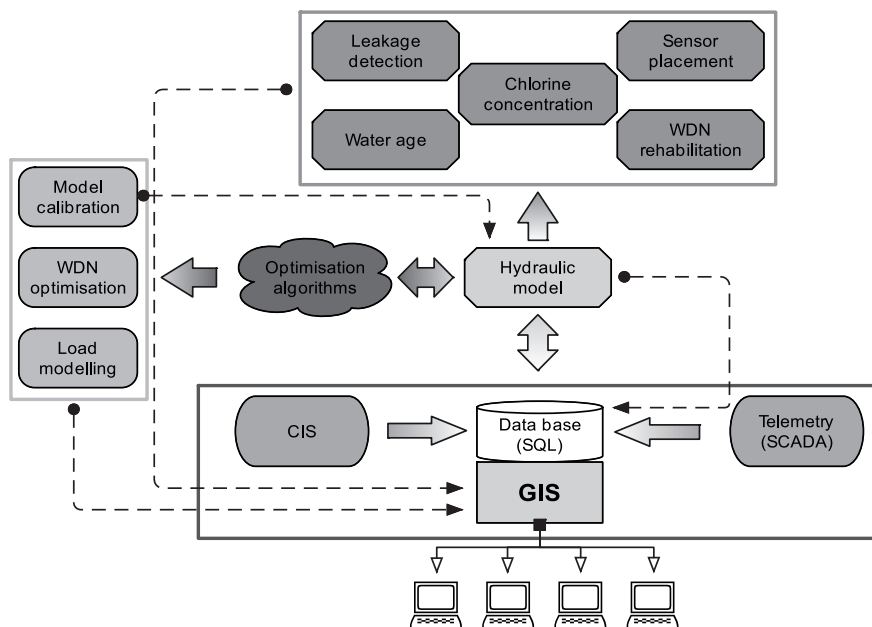 Leakage
detection
Sensor
placement
Chlorine
concentration
Water age
WDN
rehabilitation
Model
calibration
WDN
optimisation
Load
modelling
Optimisation
algorithms
Hydraulic
model
CIS
Data base
(SQL)
Telemetry
(SCADA)
GIS